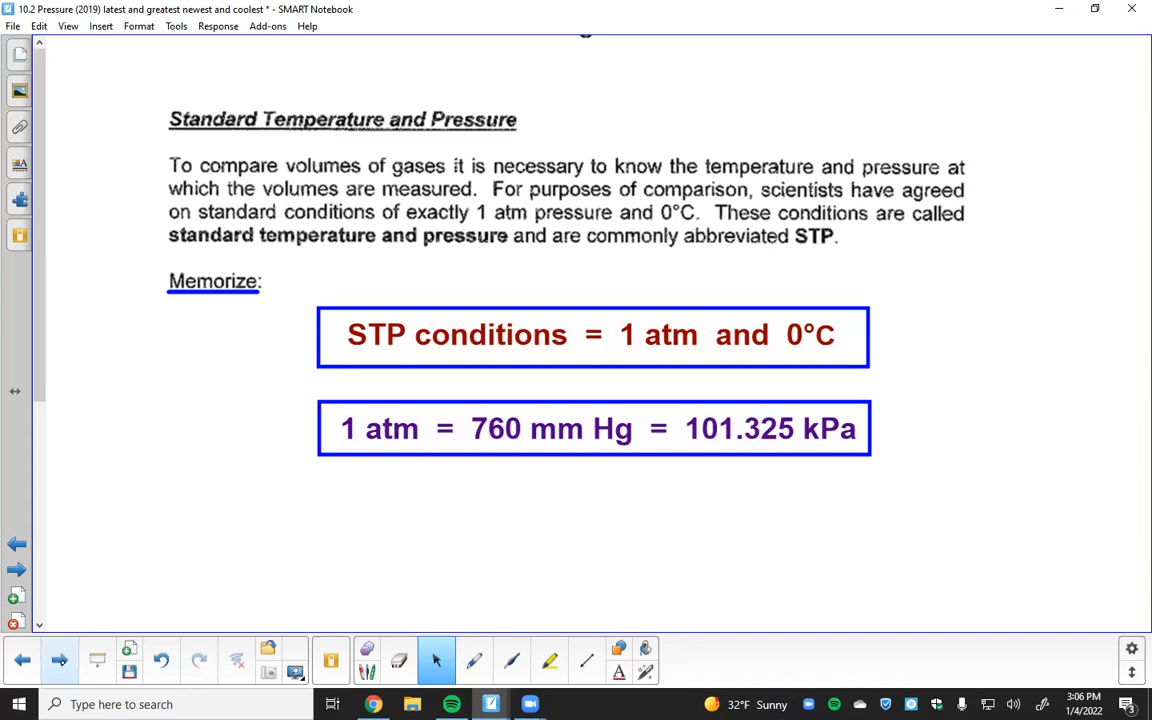 10.2 Pressure (2019) latest and greatest newest and coolest * - SMART Notebook
File Edit View Insert Format Tools Response Add-ons Help
Standard Temperature and Pressure
To compare volumes of gases it is necessary to know the temperature and pressure at
which the volumes are measured. For purposes of comparison, scientists have agreed
on standard conditions of exactly 1 atm pressure and 0°C. These conditions are called
standard temperature and pressure and are commonly abbreviated STP.
Memorize:
STP conditions = 1 atm and 0°C
1 atm = 760 mm Hg = 101.325 kPa
Type here to search
32°F Sunny
3:06 PM
1/4/2022
3